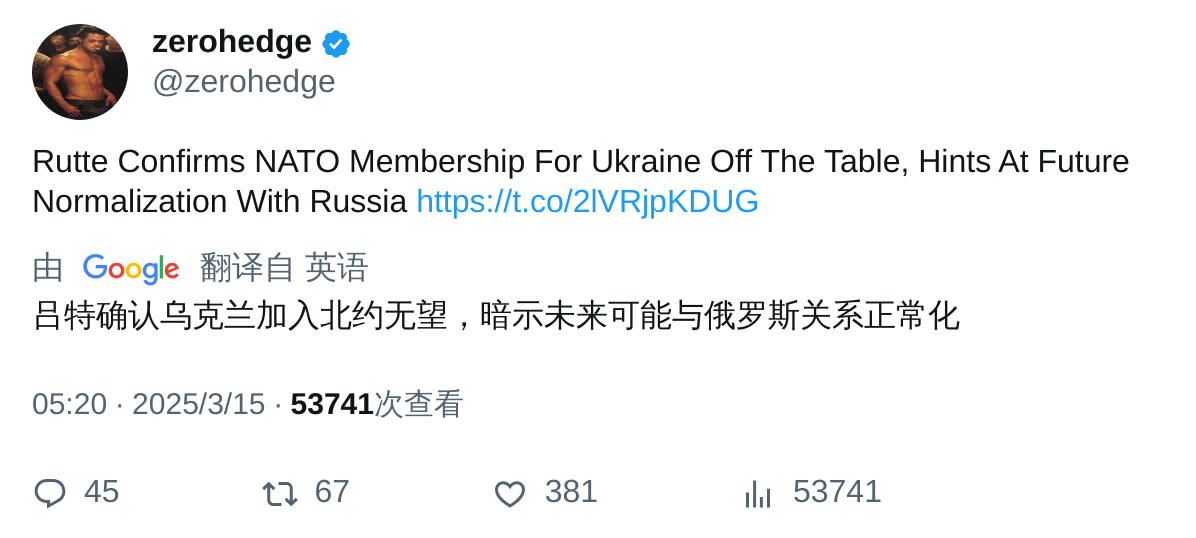 zerohedge
@zerohedge
Rutte Confirms NATO Membership For Ukraine Off The Table, Hints At Future
Normalization With Russia https://t.co/2lVRjpKDUG
由 Google 翻译自 英语
吕特确认乌克兰加入北约无望，暗示未来可能与俄罗斯关系正常化
05:20 · 2025/3/15 · 53741次查看
45 67 381 53741